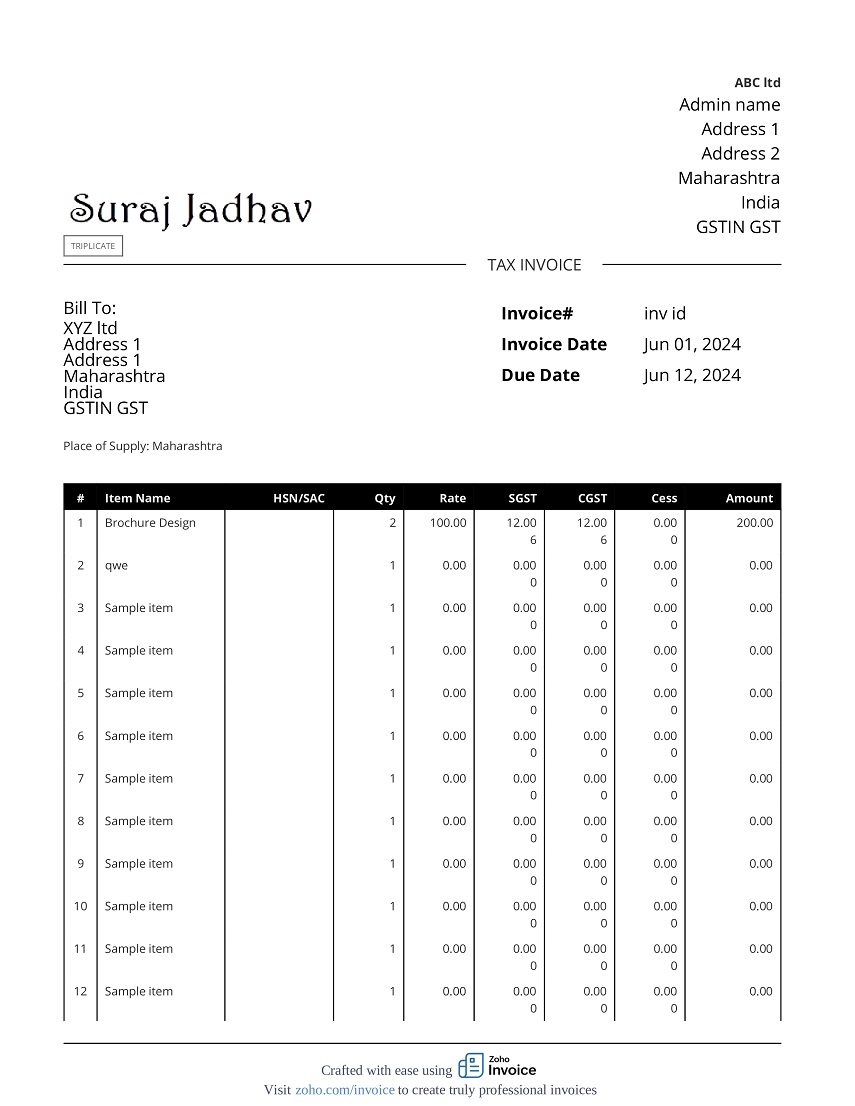 ABC ltd
Admin name
Address 1
Address 2
Maharashtra
India
GSTIN GST
Suraj Jadhav
TRIPLICATE
TAX INVOICE
Bill To:
XYZ ltd
Address 1
Address 1
Maharashtra
India
GSTIN GST
Invoice# inv id
Invoice Date Jun 01, 2024
Due Date Jun 12, 2024
Place of Supply: Maharashtra
# Item Name HSN/SAC Qty Rate SGST CGST Cess Amount
1 Brochure Design 2 100.00 12.00 12.00 0.00 200.00
6 6 0
2 qwe 1 0.00 0.00 0.00 0.00 0.00
0 0 0
3 Sample item 1 0.00 0.00 0.00 0.00 0.00
0 0 0
4 Sample item 1 0.00 0.00 0.00 0.00 0.00
0 0 0
5 Sample item 1 0.00 0.00 0.00 0.00 0.00
0 0 0
6 Sample item 1 0.00 0.00 0.00 0.00 0.00
0 0 0
7 Sample item 1 0.00 0.00 0.00 0.00 0.00
0 0 0
8 Sample item 1 0.00 0.00 0.00 0.00 0.00
0 0 0
9 Sample item 1 0.00 0.00 0.00 0.00 0.00
0 0 0
10 Sample item 1 0.00 0.00 0.00 0.00 0.00
0 0 0
11 Sample item 1 0.00 0.00 0.00 0.00 0.00
0 0 0
12 Sample item 1 0.00 0.00 0.00 0.00 0.00
0 0 0
Crafted with ease using Zoho Invoice
Visit zoho.com/invoice to create truly professional invoices